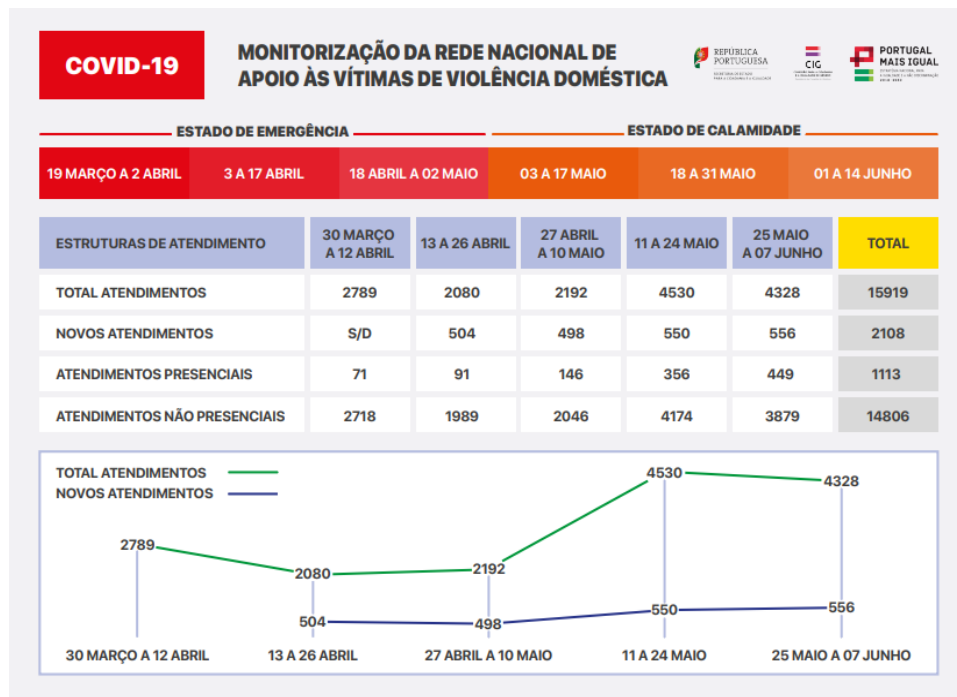 COVID-19
MONITORIZAÇÃO DA REDE NACIONAL DE
APOIO ÀS VÍTIMAS DE VIOLÊNCIA DOMÉSTICA
REPÚBLICA
PORTUGUESA
CIG
PORTUGAL
MAIS IGUAL
ESTADO DE EMERGÊNCIA
ESTADO DE CALAMIDADE
19 MARÇO A 2 ABRIL 3 A 17 ABRIL 18 ABRIL A 02 MAIO 03 A 17 MAIO 18 A 31 MAIO 01 A 14 JUNHO
ESTRUTURAS DE ATENDIMENTO 30 MARÇO A 12 ABRIL 13 A 26 ABRIL 27 ABRIL A 10 MAIO 11 A 24 MAIO 25 MAIO A 07 JUNHO TOTAL
TOTAL ATENDIMENTOS 2789 2080 2192 4530 4328 15919
NOVOS ATENDIMENTOS S/D 504 498 550 556 2108
ATENDIMENTOS PRESENCIAIS 71 91 146 356 449 1113
ATENDIMENTOS NÃO PRESENCIAIS 2718 1989 2046 4174 3879 14806
TOTAL ATENDIMENTOS
NOVOS ATENDIMENTOS
2789 2080 2192 4530 4328
504 498 550 556
30 MARÇO A 12 ABRIL 13 A 26 ABRIL 27 ABRIL A 10 MAIO 11 A 24 MAIO 25 MAIO A 07 JUNHO